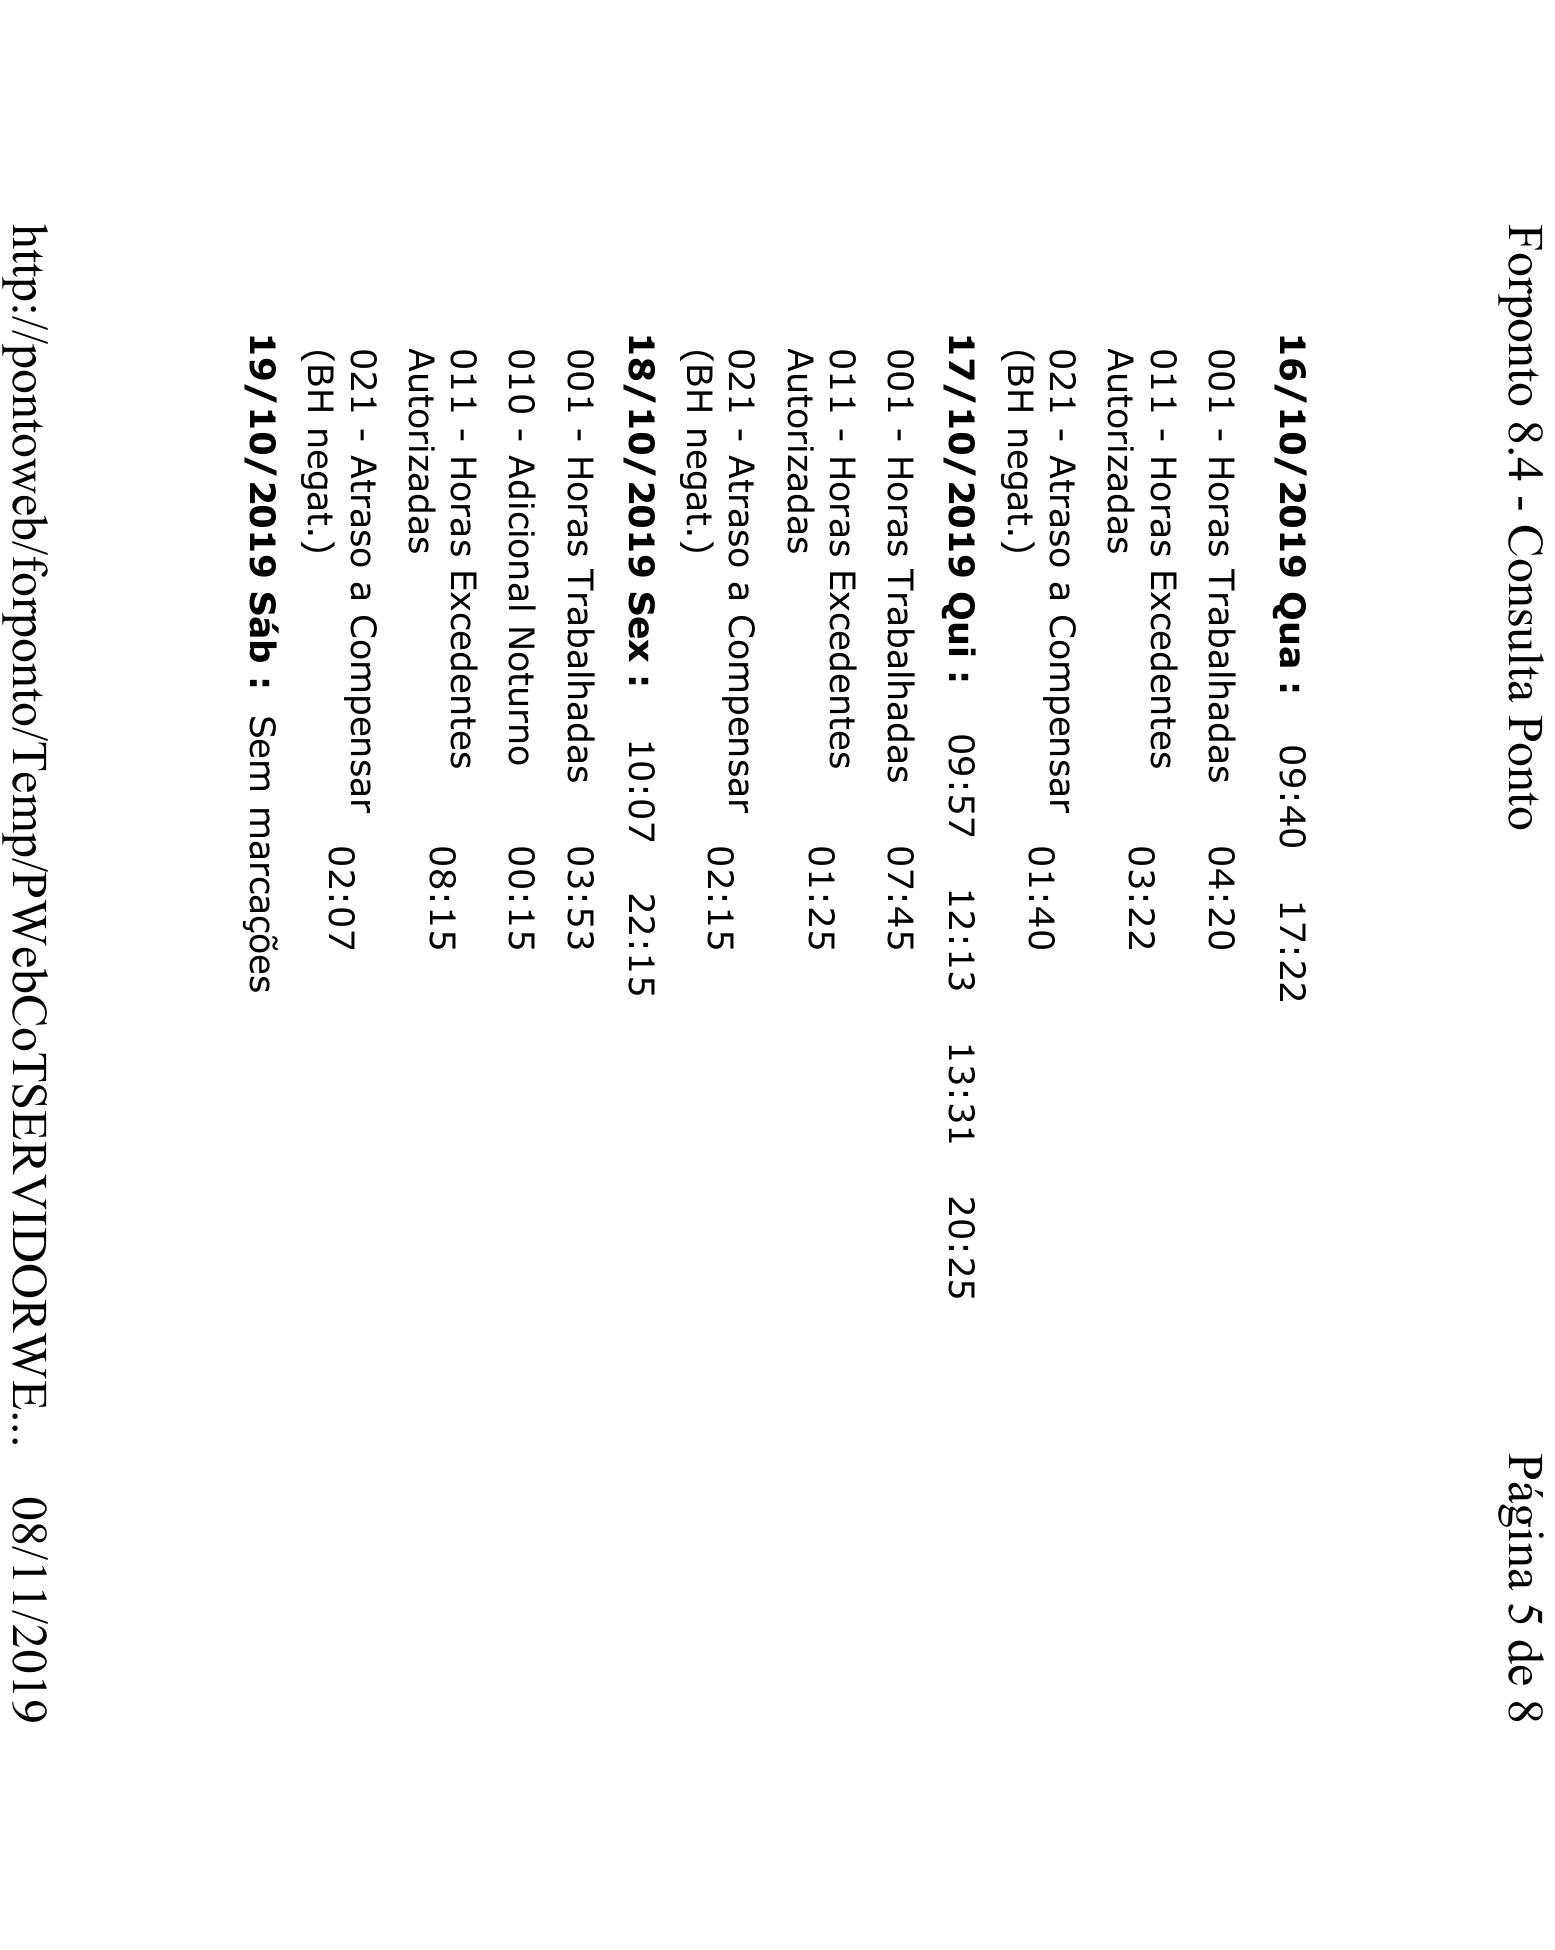 Forponto 8.4 - Consulta Ponto Página 5 de 8
16/10/2019 Qua : 09:40 17:22
001 - Horas Trabalhadas 04:20
011 - Horas Excedentes
Autorizadas 03:22
021 - Atraso a Compensar
(BH negat.) 01:40
17/10/2019 Qui : 09:57 12:13 13:31 20:25
001 - Horas Trabalhadas 07:45
011 - Horas Excedentes
Autorizadas 01:25
021 - Atraso a Compensar
(BH negat.) 02:15
18/10/2019 Sex : 10:07 22:15
001 - Horas Trabalhadas 03:53
010 - Adicional Noturno 00:15
011 - Horas Excedentes
Autorizadas 08:15
021 - Atraso a Compensar
(BH negat.) 02:07
19/10/2019 Sáb : Sem marcações
http://pontoweb/forponto/Temp/PWebCoTSERVIDORWE... 08/11/2019